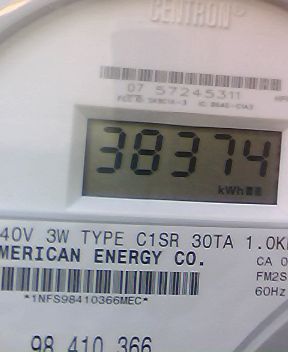 CENTRON®
07 57245311
38374
kWh
40V 3W TYPE C1SR 30TA 1.0K
MERICAN ENERGY CO.
CA 0
FM2S
60Hz
*1NFS98410366MEC*
98 410 366